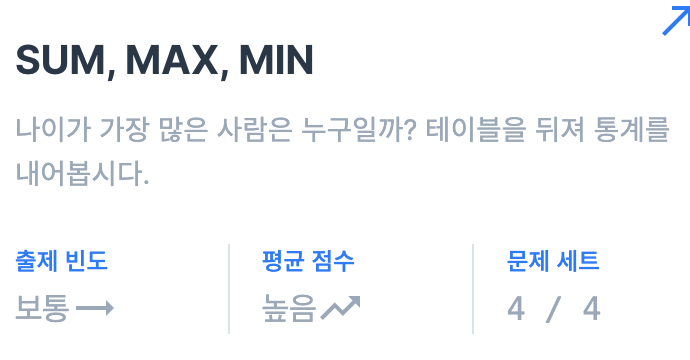 SUM, MAX, MIN
나이가 가장 많은 사람은 누구일까? 테이블을 뒤져 통계를
내어봅시다.
출제 빈도
평균 점수
문제 세트
보통
높음
4 / 4